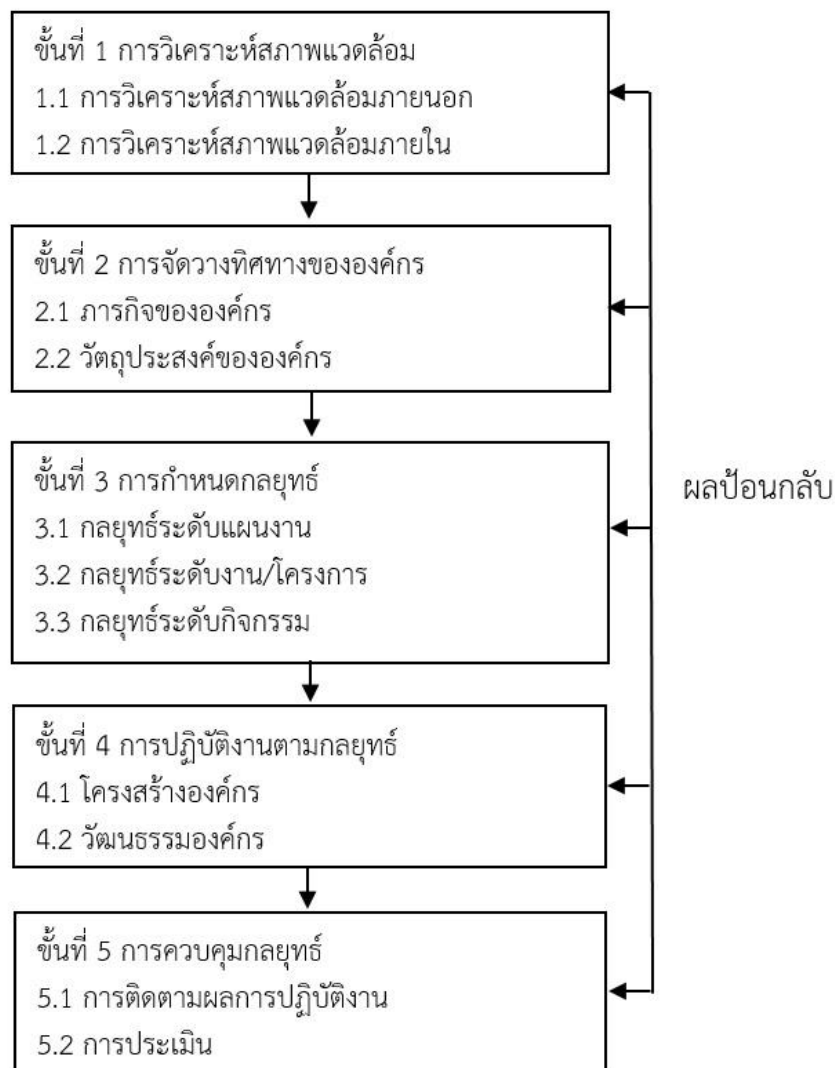 ขั้นที่ 1 การวิเคราะห์สภาพแวดล้อม
1.1 การวิเคราะห์สภาพแวดล้อมภายนอก
1.2 การวิเคราะห์สภาพแวดล้อมภายใน
ขั้นที่ 2 การจัดวางทิศทางขององค์กร
2.1 ภารกิจขององค์กร
2.2 วัตถุประสงค์ขององค์กร
ขั้นที่ 3 การกำหนดกลยุทธ์
3.1 กลยุทธ์ระดับแผนงาน
3.2 กลยุทธ์ระดับงาน/โครงการ
3.3 กลยุทธ์ระดับกิจกรรม
ขั้นที่ 4 การปฏิบัติงานตามกลยุทธ์
4.1 โครงสร้างองค์กร
4.2 วัฒนธรรมองค์กร
ขั้นที่ 5 การควบคุมกลยุทธ์
5.1 การติดตามผลการปฏิบัติงาน
5.2 การประเมิน
ผลป้อนกลับ